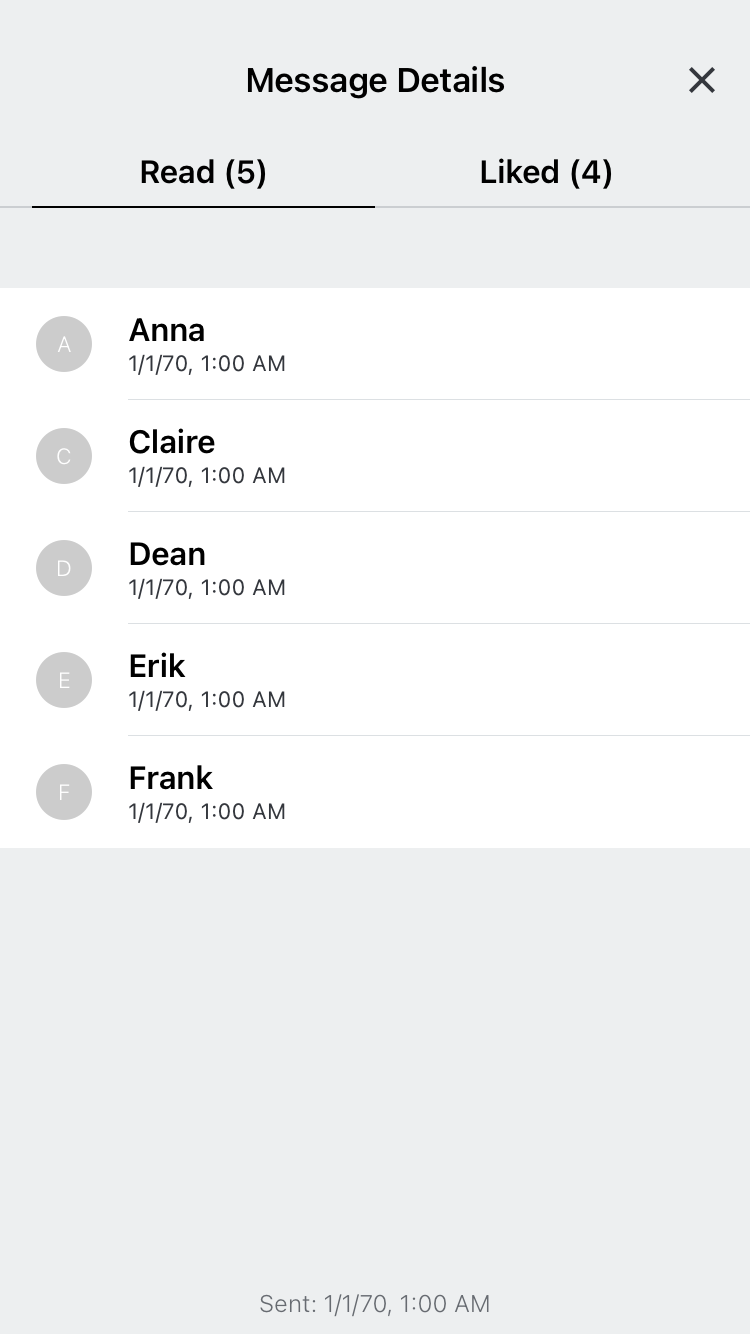 Message Details
Read (5)
Liked (4)
A
Anna
1/1/70, 1:00 AM
C
Claire
1/1/70, 1:00 AM
D
Dean
1/1/70, 1:00 AM
E
Erik
1/1/70, 1:00 AM
F
Frank
1/1/70, 1:00 AM
Sent: 1/1/70, 1:00 AM